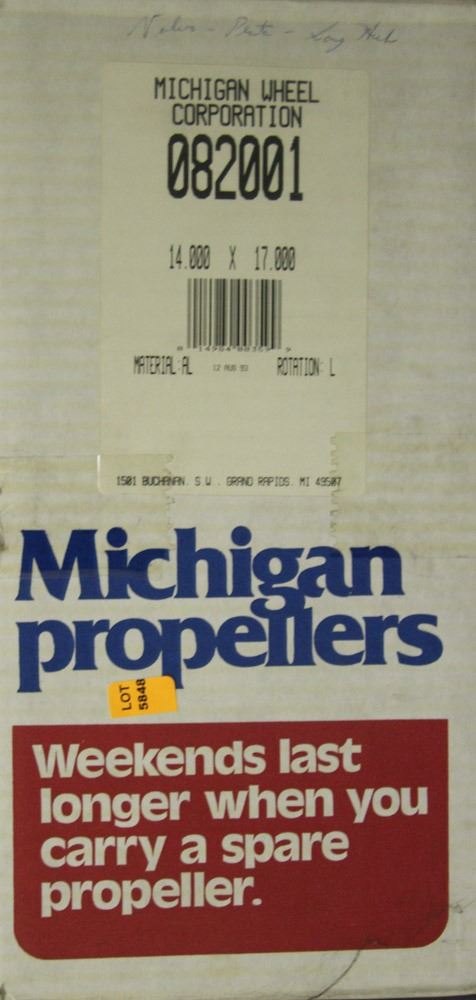 MICHIGAN WHEEL
CORPORATION
082001
14.000 X 17.000
MATERIAL:AL 12 AUG 93 ROTATION: L
1501 BUCHANAN. S.W.. GRAND RAPIDS. MI 49507
Michigan
propellers
LOT
5848
Weekends last
longer when you
carry a spare
propeller.